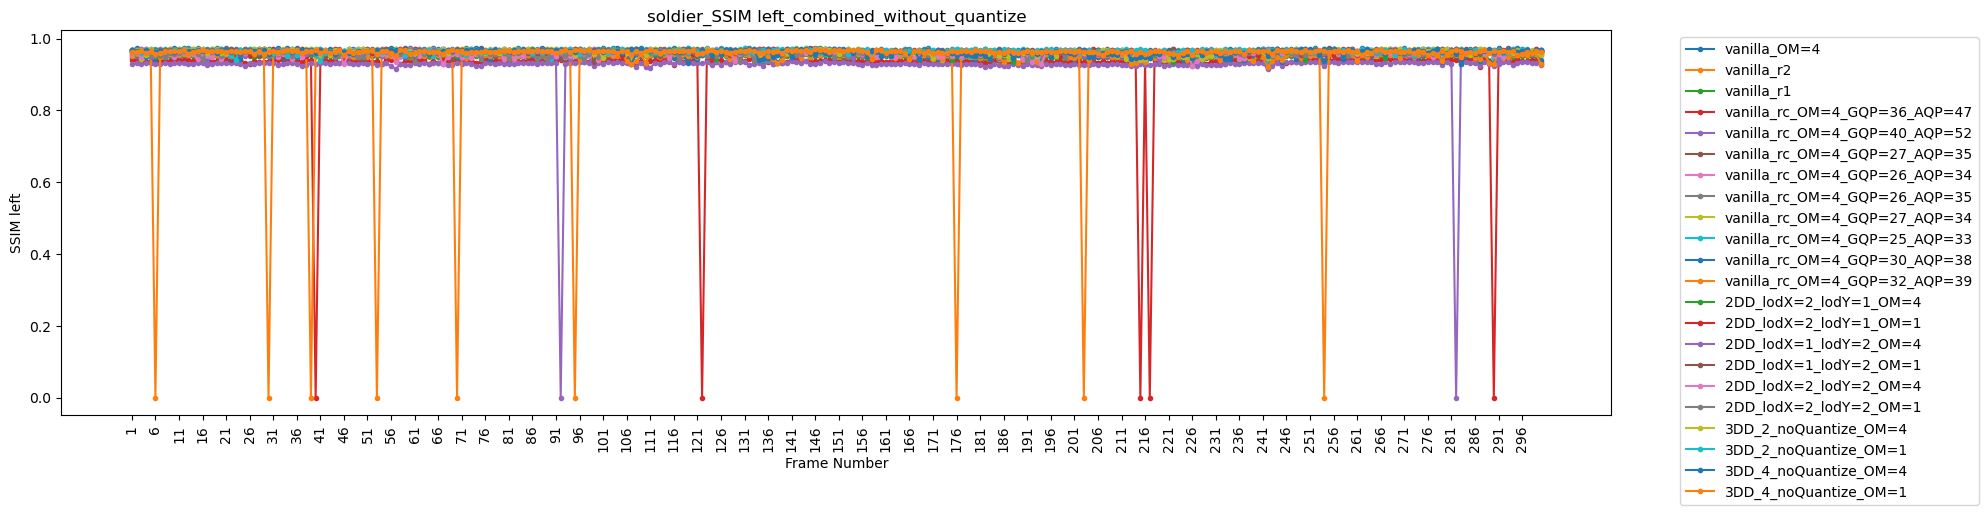 soldier_SSIM left_combined_without_quantize
1.0
0.8
0.6
0.4
0.2
0.0
SSIM left
1 6 11 16 21 26 31 36 41 46 51 56 61 66 71 76 81 86 91 96 101 106 111 116 121 126 131 136 141 146 151 156 161 166 171 176 181 186 191 196 201 206 211 216 221 226 231 236 241 246 251 256 261 266 271 276 281 286 291 296
Frame Number
vanilla_OM=4
vanilla_r2
vanilla_r1
vanilla_rc_OM=4_GQP=36_AQP=47
vanilla_rc_OM=4_GQP=40_AQP=52
vanilla_rc_OM=4_GQP=27_AQP=35
vanilla_rc_OM=4_GQP=26_AQP=34
vanilla_rc_OM=4_GQP=26_AQP=35
vanilla_rc_OM=4_GQP=27_AQP=34
vanilla_rc_OM=4_GQP=25_AQP=33
vanilla_rc_OM=4_GQP=30_AQP=38
vanilla_rc_OM=4_GQP=32_AQP=39
2DD_lodX=2_lodY=1_OM=4
2DD_lodX=2_lodY=1_OM=1
2DD_lodX=1_lodY=2_OM=4
2DD_lodX=1_lodY=2_OM=1
2DD_lodX=2_lodY=2_OM=4
2DD_lodX=2_lodY=2_OM=1
3DD_2_noQuantize_OM=4
3DD_2_noQuantize_OM=1
3DD_4_noQuantize_OM=4
3DD_4_noQuantize_OM=1